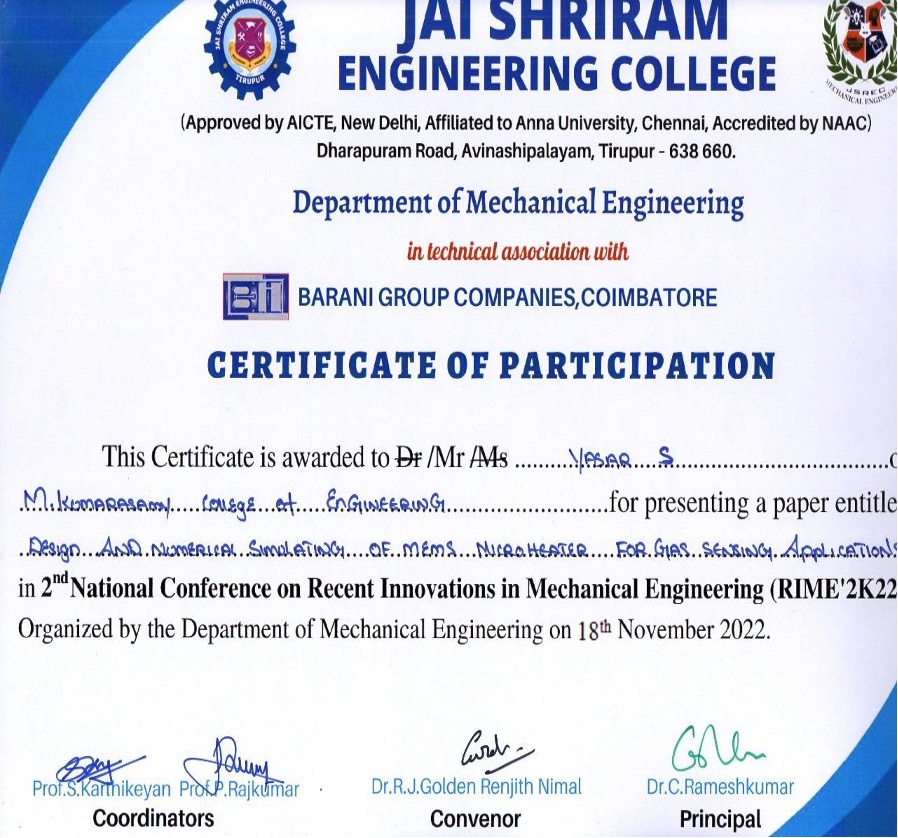 JAI SHRIRAM ENGINEERING COLLEGE
TIRUPUR
JAI SHRIRAM
ENGINEERING COLLEGE
JSREC
MECHANICAL ENGINEER
(Approved by AICTE, New Delhi, Affiliated to Anna University, Chennai, Accredited by NAAC)
Dharapuram Road, Avinashipalayam, Tirupur - 638 660.
Department of Mechanical Engineering
in technical association with
BARANI GROUP COMPANIES,COIMBATORE
CERTIFICATE OF PARTICIPATION
This Certificate is awarded to Dr /Mr /Ms ..........YASAR S.......................................o
M.KUMARASAMY COLLEGE of ENGINEERING.............................for presenting a paper entitle
DESIGN AND NUMERICAL SIMULATING OF MEMS MICROHEATER FOR GAS SENSING APPLICATIONS
in 2nd National Conference on Recent Innovations in Mechanical Engineering (RIME'2K22
Organized by the Department of Mechanical Engineering on 18th November 2022.
Prof.S.Karthikeyan Prof.P.Rajkumar
Dr.R.J.Golden Renjith Nimal
Dr.C.Rameshkumar
Coordinators
Convenor
Principal